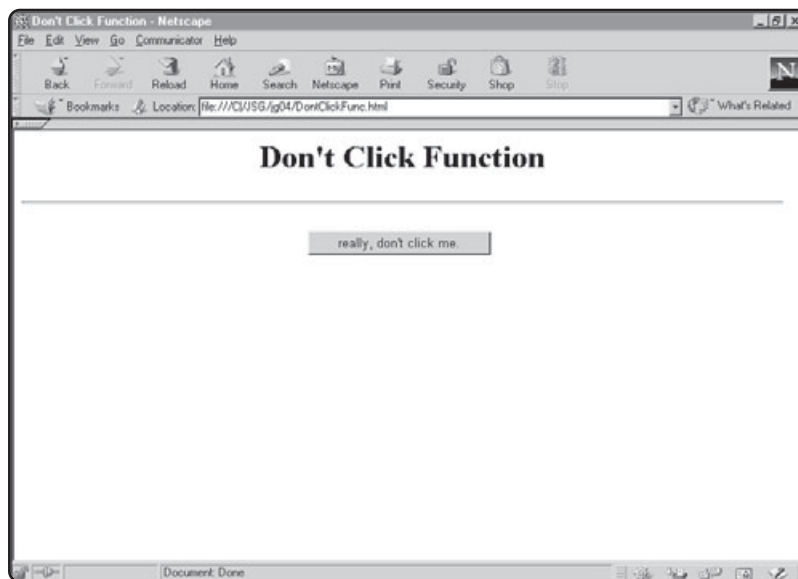 Don't Click Function - Netscape
File Edit View Go Communicator Help
Back Forward Reload Home Search Netscape Print Security Shop Stop
N
Bookmarks Location: file:///C|/JSG/jg04/DontClickFunc.html What's Related
Don't Click Function
really, don't click me.
Document: Done